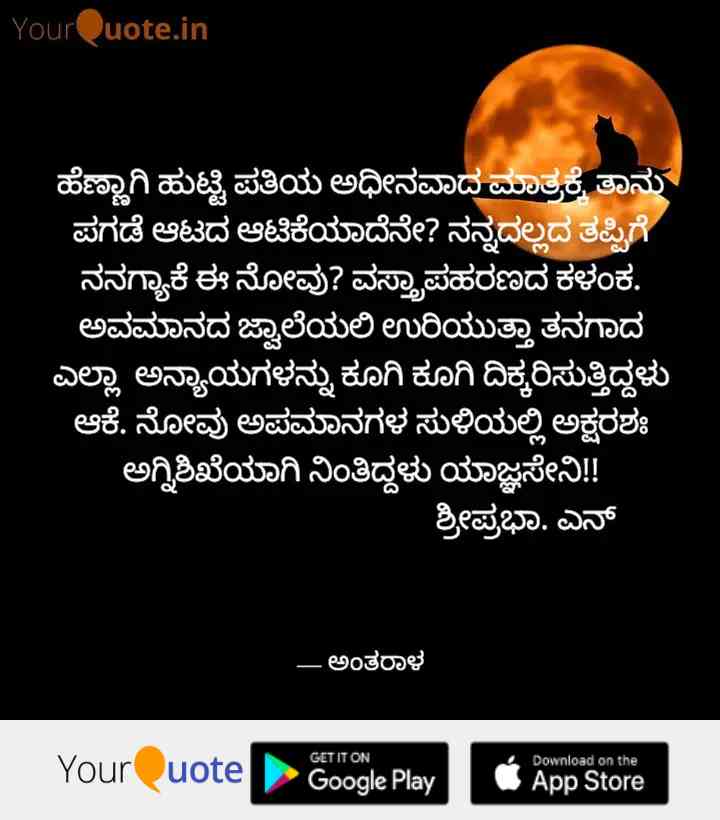 YourQuote.in
ಹೆಣ್ಣಾಗಿ ಹುಟ್ಟಿ ಪತಿಯ ಅಧೀನವಾದ ಮಾತ್ರಕ್ಕೆ ತಾನು
ಪಗಡೆ ಆಟದ ಆಟಿಕೆಯಾದೆನೇ? ನನ್ನದಲ್ಲದ ತಪ್ಪಿಗೆ
ನನಗ್ಯಾಕೆ ಈ ನೋವು? ವಸ್ತ್ರಾಪಹರಣದ ಕಳಂಕ.
ಅವಮಾನದ ಜ್ವಾಲೆಯಲಿ ಉರಿಯುತ್ತಾ ತನಗಾದ
ಎಲ್ಲಾ ಅನ್ಯಾಯಗಳನ್ನು ಕೂಗಿ ಕೂಗಿ ದಿಕ್ಕರಿಸುತ್ತಿದ್ದಳು
ಆಕೆ. ನೋವು ಅಪಮಾನಗಳ ಸುಳಿಯಲ್ಲಿ ಅಕ್ಷರಶಃ
ಅಗ್ನಿಶಿಖೆಯಾಗಿ ನಿಂತಿದ್ದಳು ಯಾಜ್ಞಸೇನಿ!!
ಶ್ರೀಪ್ರಭಾ. ಎನ್
— ಅಂತರಾಳ
YourQuote
GET IT ON
Google Play
Download on the
App Store